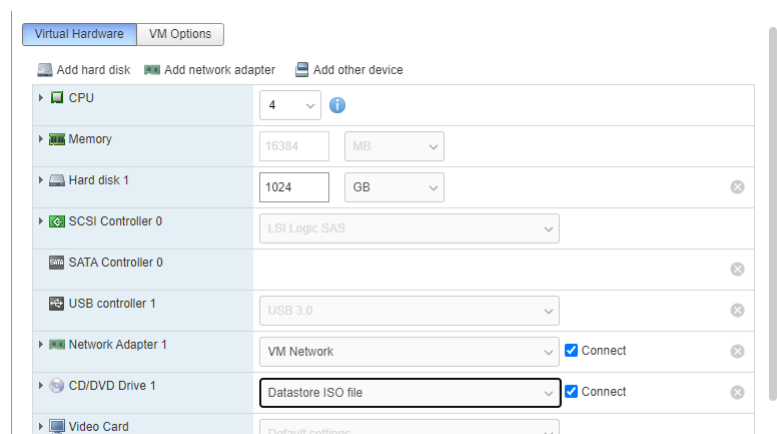 Virtual Hardware VM Options
Add hard disk Add network adapter Add other device
CPU 4
Memory 16384 MB
Hard disk 1 1024 GB
SCSI Controller 0 LSI Logic SAS
SATA SATA Controller 0
USB controller 1 USB 3.0
Network Adapter 1 VM Network Connect
CD/DVD Drive 1 Datastore ISO file Connect
Video Card Default settings